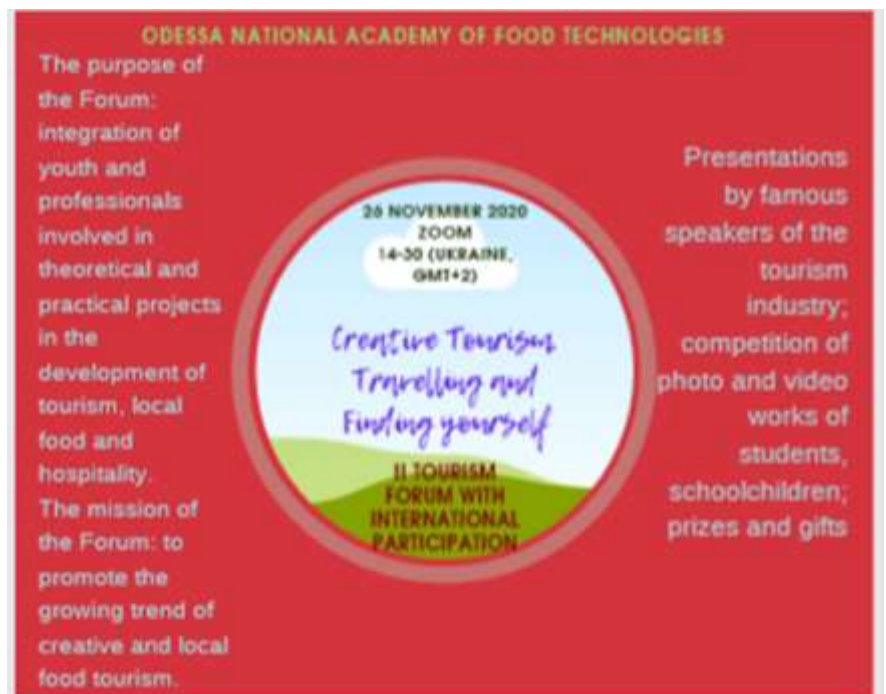 ODESSA NATIONAL ACADEMY OF FOOD TECHNOLOGIES
The purpose of
the Forum:
integration of
youth and
professionals
involved in
theoretical and
practical projects
in the
development of
tourism, local
food and
hospitality.
The mission of
the Forum: to
promote the
growing trend of
creative and local
food tourism.
26 NOVEMBER 2020
ZOOM
14-30 (UKRAINE,
GMT+2)
Creative Tourism
Travelling and
Finding yourself
II TOURISM
FORUM WITH
INTERNATIONAL
PARTICIPATION
Presentations
by famous
speakers of the
tourism
industry;
competition of
photo and video
works of
students,
schoolchildren;
prizes and gifts